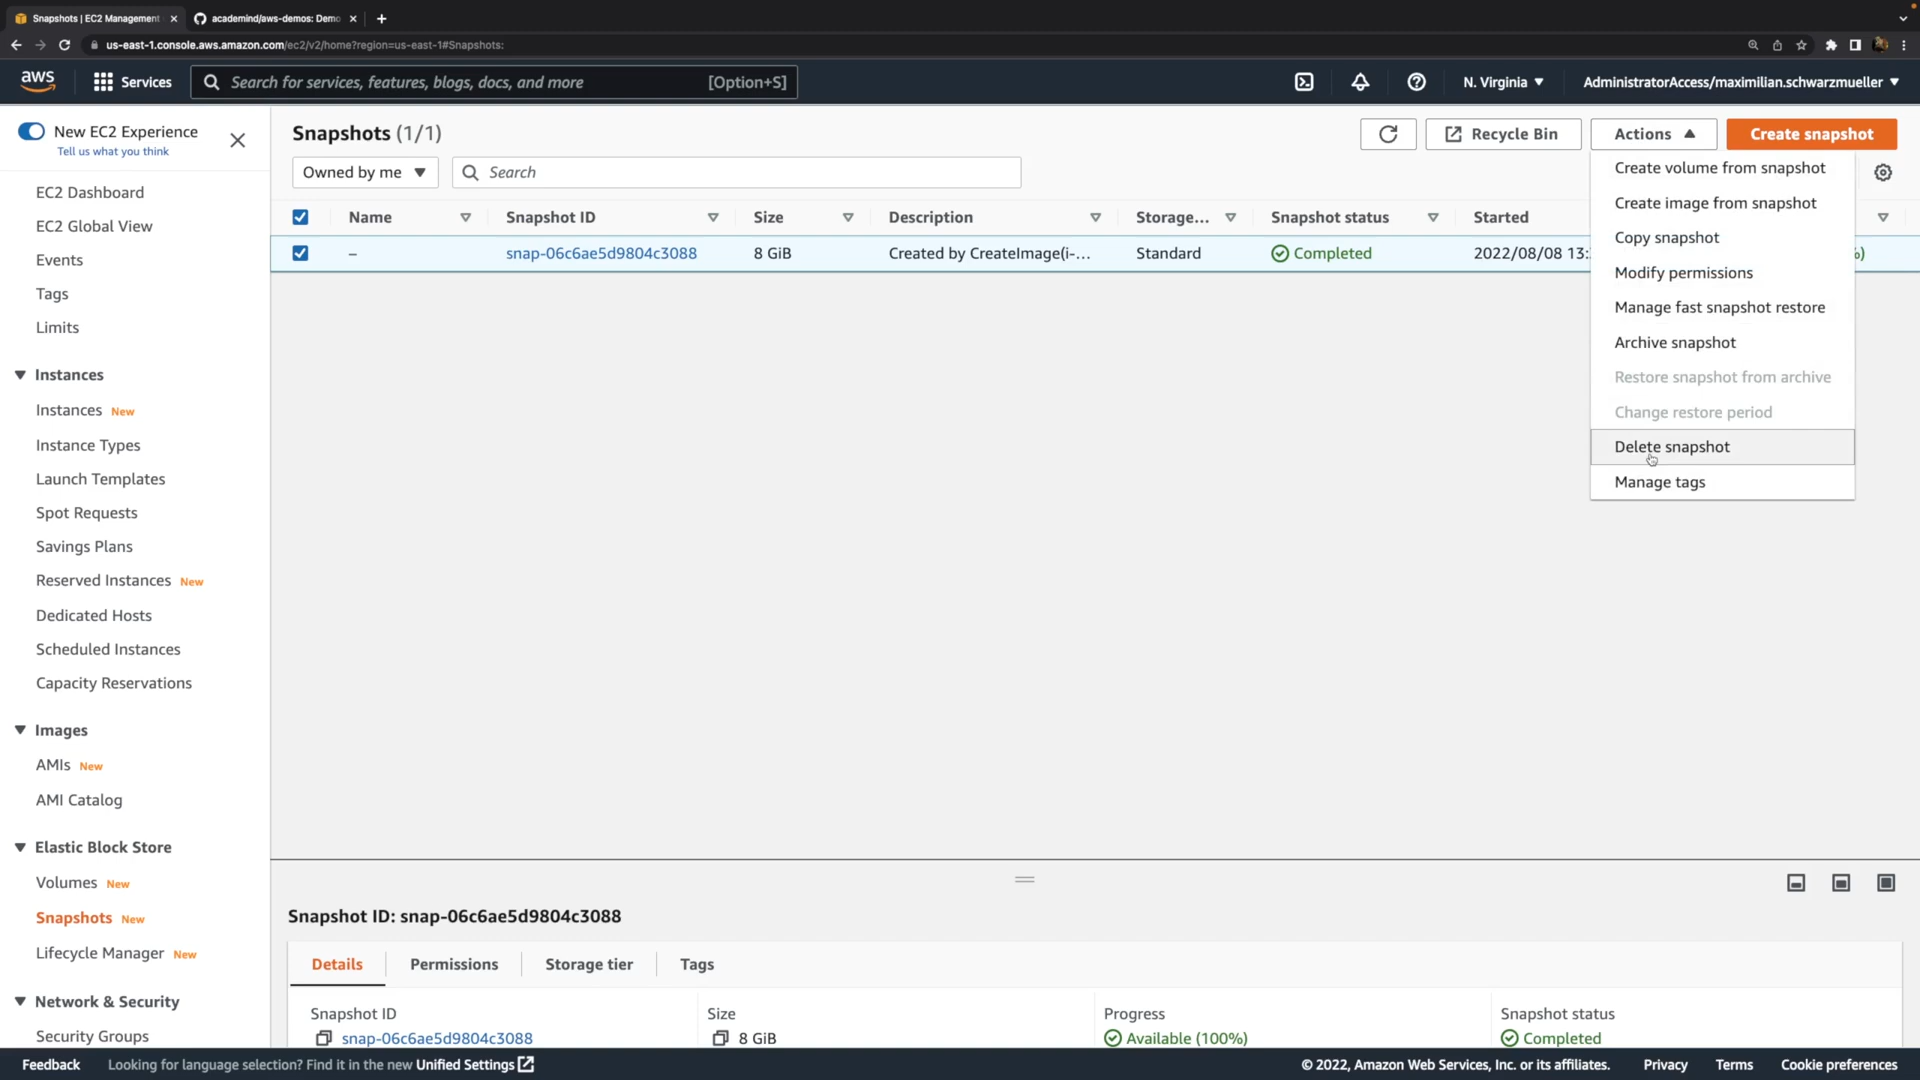 Snapshots | EC2 Management
academind/aws-demos: Demo
us-east-1.console.aws.amazon.com/ec2/v2/home?region=us-east-1#Snapshots:
aws
Services
Search for services, features, blogs, docs, and more
[Option+S]
N. Virginia
AdministratorAccess/maximilian.schwarzmueller
New EC2 Experience
Tell us what you think
EC2 Dashboard
EC2 Global View
Events
Tags
Limits
Instances
Instances New
Instance Types
Launch Templates
Spot Requests
Savings Plans
Reserved Instances New
Dedicated Hosts
Scheduled Instances
Capacity Reservations
Images
AMIs New
AMI Catalog
Elastic Block Store
Volumes New
Snapshots New
Lifecycle Manager New
Network & Security
Security Groups
Snapshots (1/1)
Recycle Bin
Actions
Create snapshot
Owned by me
Search
Name
Snapshot ID
Size
Description
Storage...
Snapshot status
Started
–
snap-06c6ae5d9804c3088
8 GiB
Created by CreateImage(i-...
Standard
Completed
2022/08/08 13:
%)
Create volume from snapshot
Create image from snapshot
Copy snapshot
Modify permissions
Manage fast snapshot restore
Archive snapshot
Restore snapshot from archive
Change restore period
Delete snapshot
Manage tags
Snapshot ID: snap-06c6ae5d9804c3088
Details
Permissions
Storage tier
Tags
Snapshot ID
snap-06c6ae5d9804c3088
Size
8 GiB
Progress
Available (100%)
Snapshot status
Completed
Feedback
Looking for language selection? Find it in the new Unified Settings
© 2022, Amazon Web Services, Inc. or its affiliates.
Privacy
Terms
Cookie preferences